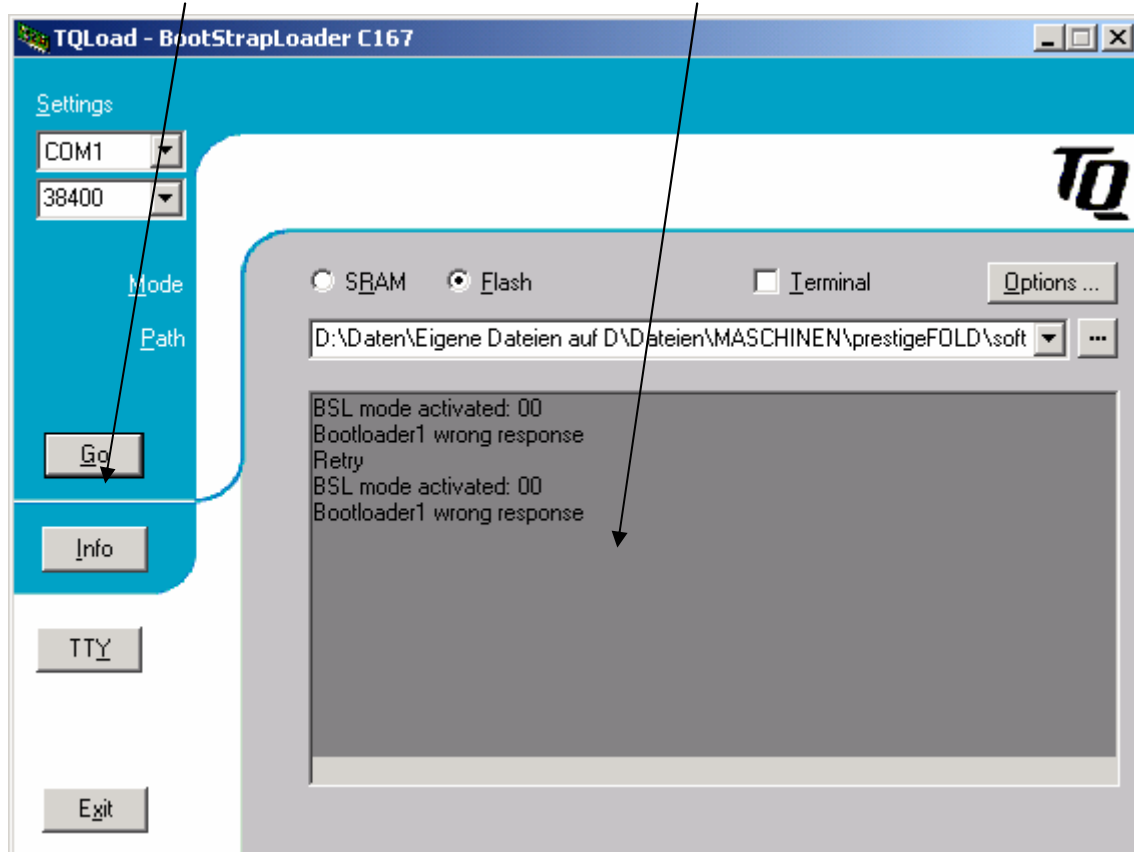 TQLoad - BootStrapLoader C167
Settings
COM1
38400
TQ
Mode
SRAM Flash Terminal Options ...
Path
D:\Daten\Eigene Dateien auf D\Dateien\MASCHINEN\prestigeFOLD\soft ...
BSL mode activated: 00
Bootloader1 wrong response
Retry
BSL mode activated: 00
Bootloader1 wrong response
Go
Info
TTY
Exit